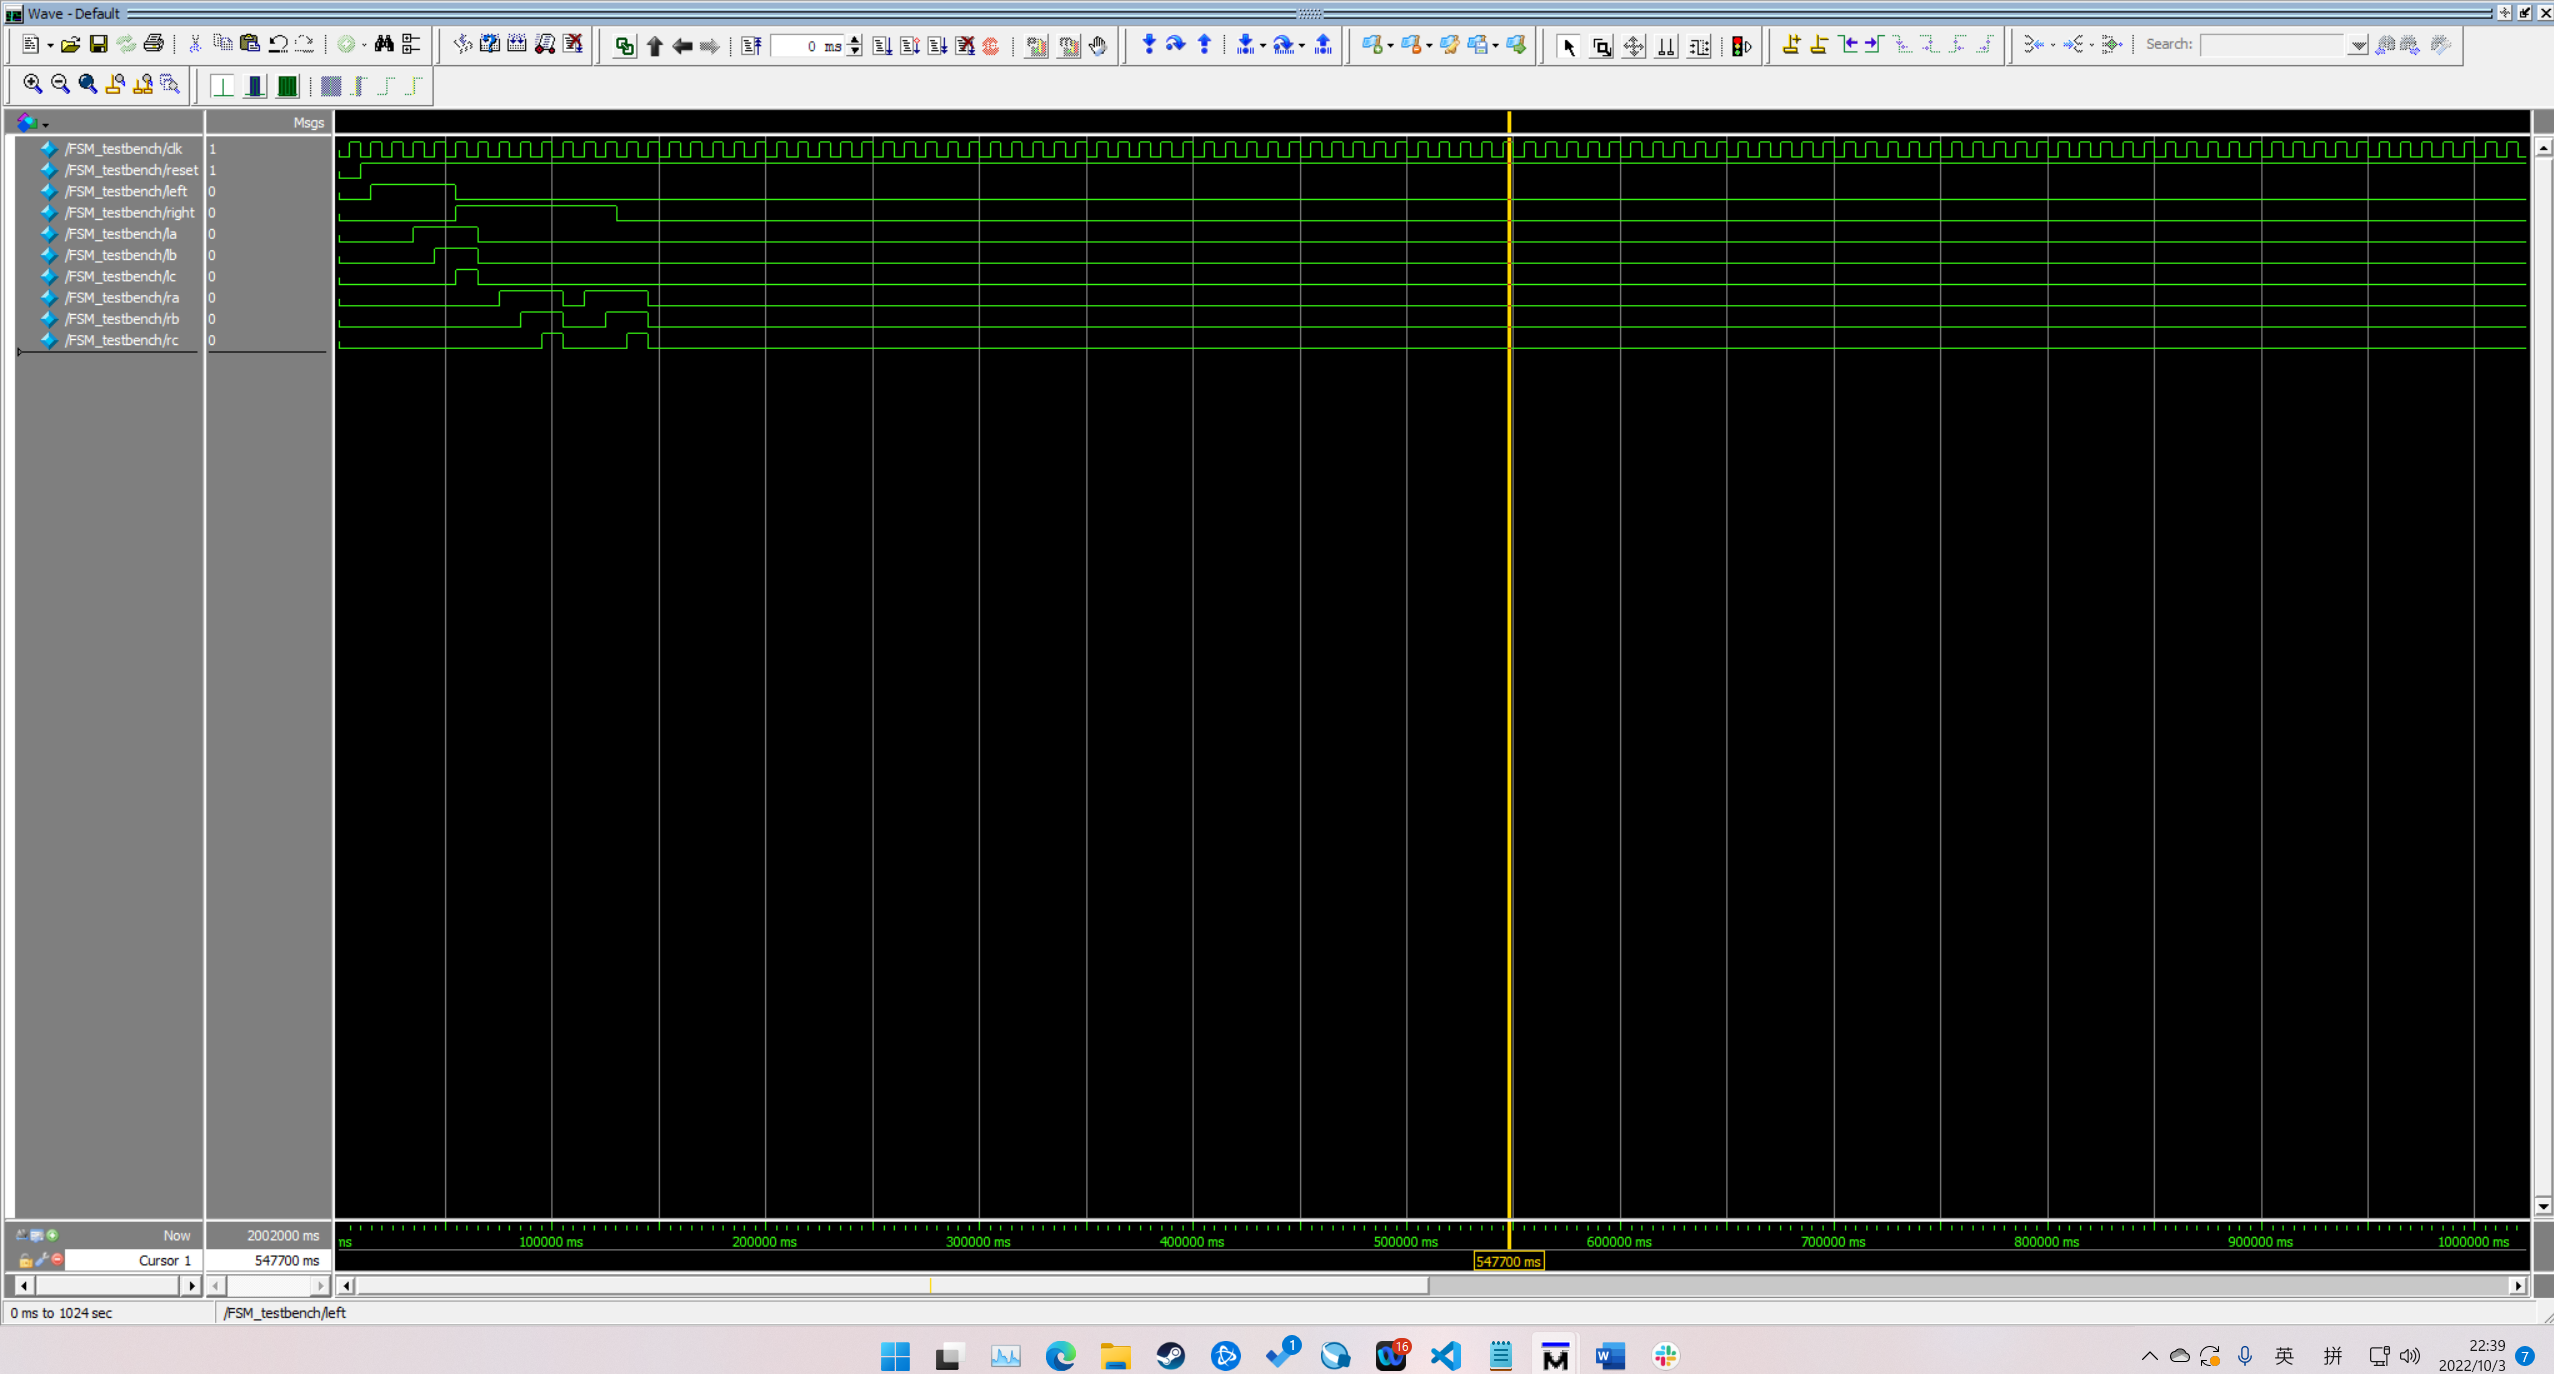 Wave - Default
0 ms
Search:
Msgs
/FSM_testbench/clk 1
/FSM_testbench/reset 1
/FSM_testbench/left 0
/FSM_testbench/right 0
/FSM_testbench/la 0
/FSM_testbench/lb 0
/FSM_testbench/lc 0
/FSM_testbench/ra 0
/FSM_testbench/rb 0
/FSM_testbench/rc 0
Now 2002000 ms
ms 100000 ms 200000 ms 300000 ms 400000 ms 500000 ms 600000 ms 700000 ms 800000 ms 900000 ms 1000000 ms
Cursor 1 547700 ms
547700 ms
0 ms to 1024 sec /FSM_testbench/left
1
16
英
拼
22:39
2022/10/3
7